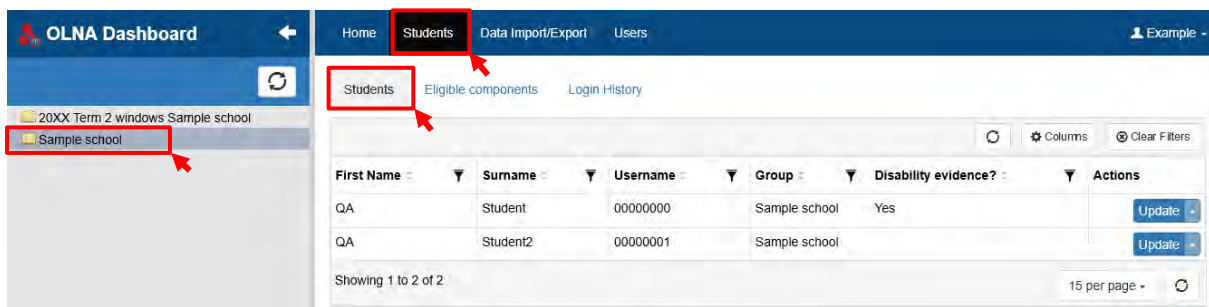 OLNA Dashboard
Home Students Data Import/Export Users Example
Students Eligible components Login History
20XX Term 2 windows Sample school
Sample school
Columns Clear Filters
First Name Surname Username Group Disability evidence? Actions
QA Student 00000000 Sample school Yes Update
QA Student2 00000001 Sample school Update
Showing 1 to 2 of 2
15 per page